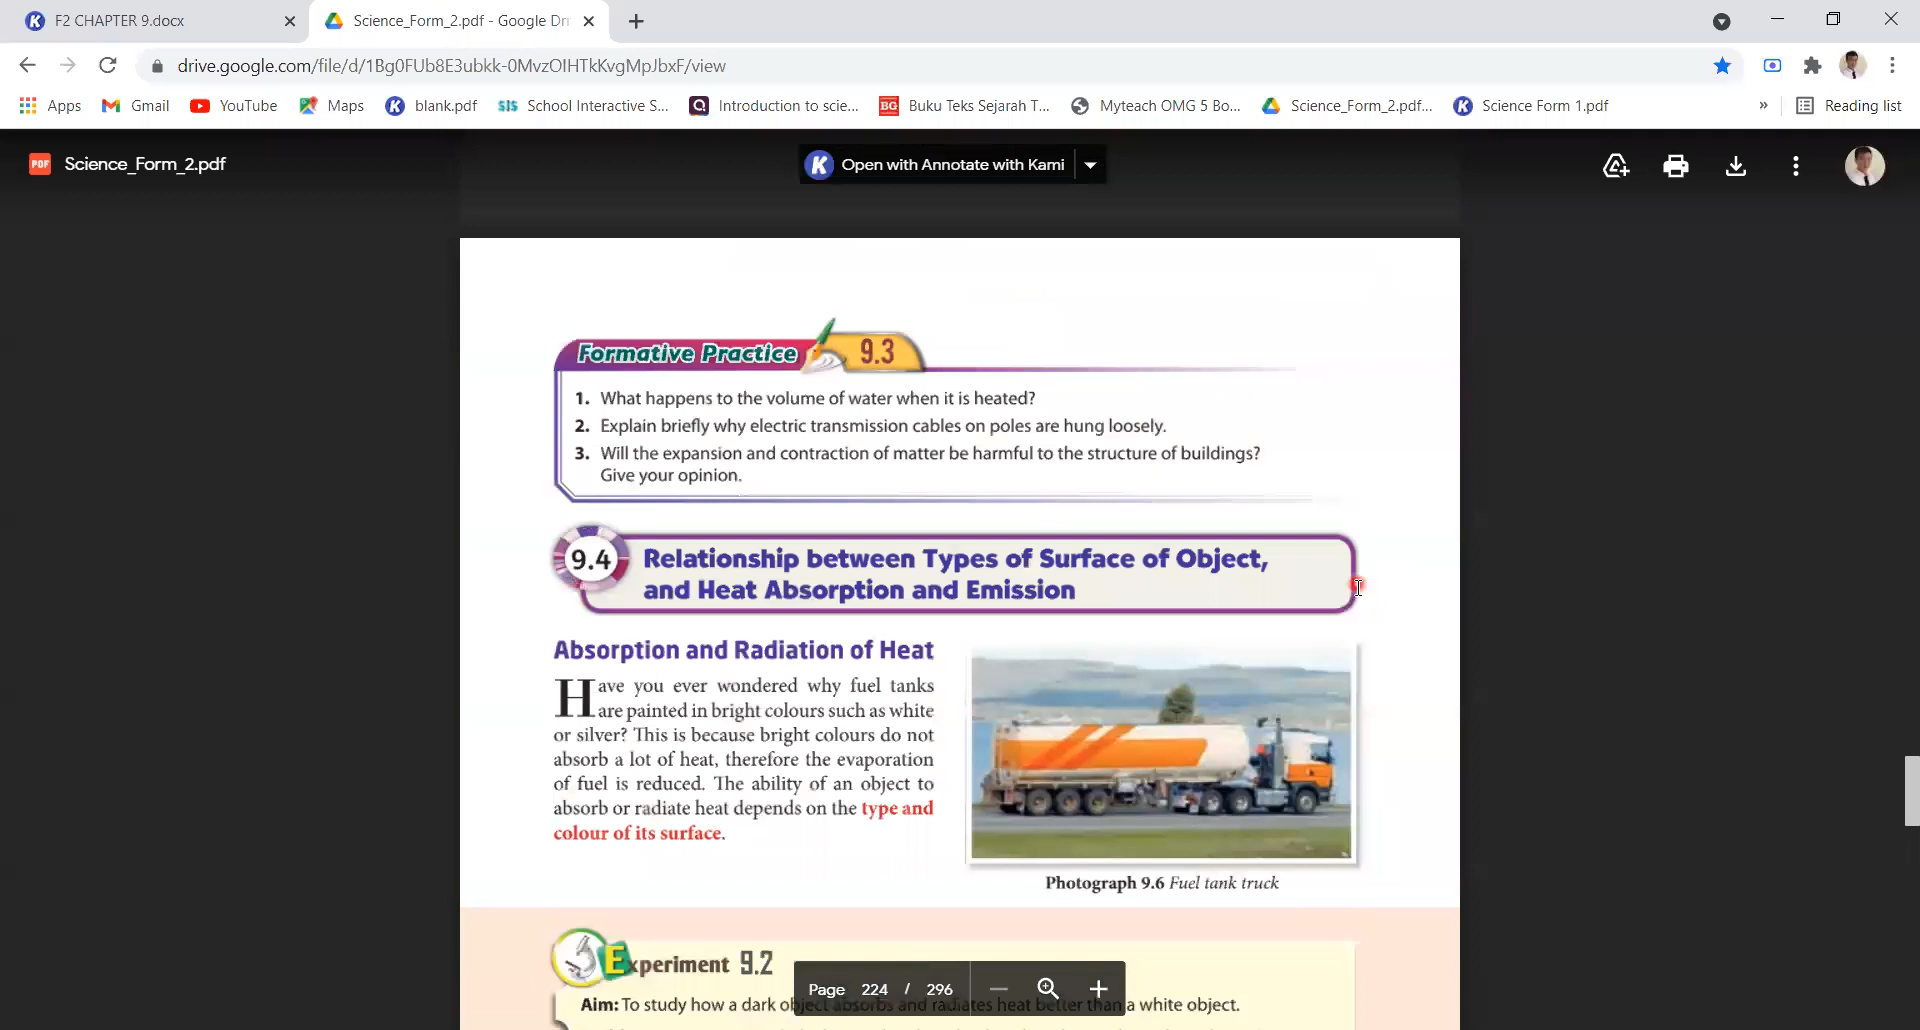 F2 CHAPTER 9.docx
Science_Form_2.pdf - Google Dri
drive.google.com/file/d/1Bg0FUb8E3ubkk-0MvzOIHTkKvgMpJbxF/view
Apps Gmail YouTube Maps blank.pdf School Interactive S... Introduction to scie... Buku Teks Sejarah T... Myteach OMG 5 Bo... Science_Form_2.pdf... Science Form 1.pdf » Reading list
PDF Science_Form_2.pdf
K Open with Annotate with Kami
Formative Practice 9.3
1. What happens to the volume of water when it is heated?
2. Explain briefly why electric transmission cables on poles are hung loosely.
3. Will the expansion and contraction of matter be harmful to the structure of buildings?
Give your opinion.
9.4 Relationship between Types of Surface of Object,
and Heat Absorption and Emission
Absorption and Radiation of Heat
Have you ever wondered why fuel tanks
are painted in bright colours such as white
or silver? This is because bright colours do not
absorb a lot of heat, therefore the evaporation
of fuel is reduced. The ability of an object to
absorb or radiate heat depends on the type and
colour of its surface.
Photograph 9.6 Fuel tank truck
Experiment 9.2
Page 224 / 296
Aim: To study how a dark object absorbs and radiates heat better than a white object.